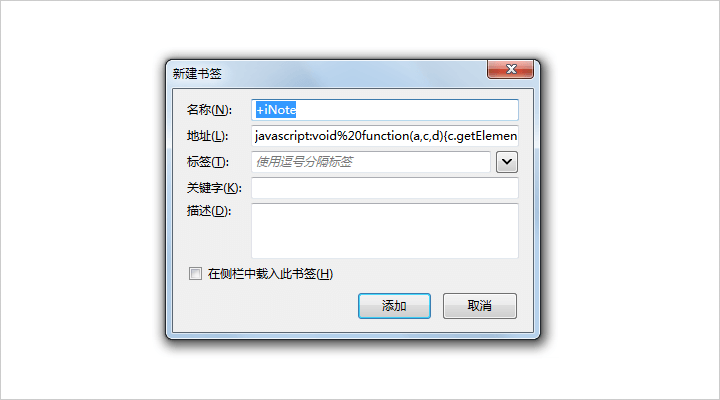 新建书签
名称(N): +iNote
地址(L): javascript:void%20function(a,c,d){c.getElemen
标签(T): 使用逗号分隔标签
关键字(K):
描述(D):
在侧栏中载入此书签(H)
添加 取消